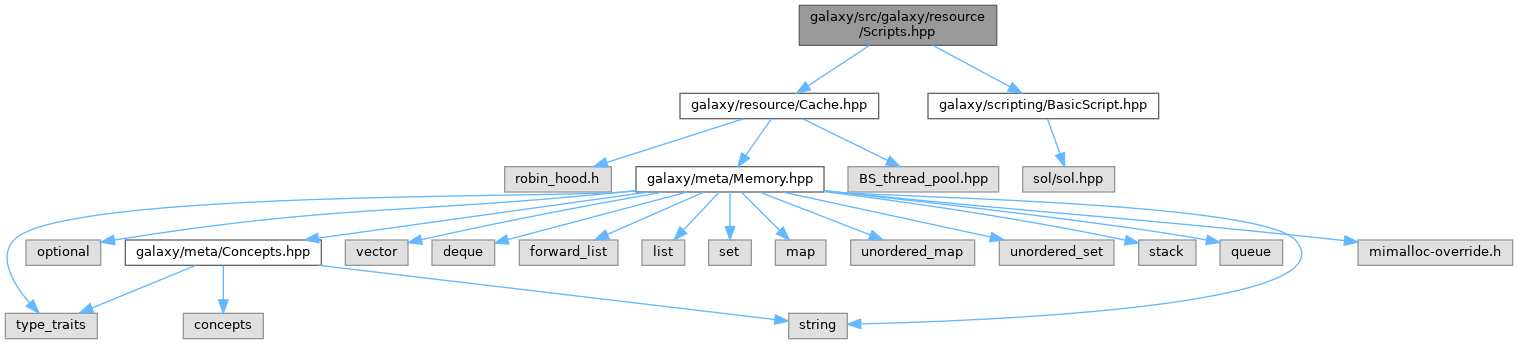 galaxy/src/galaxy/resource
/Scripts.hpp
galaxy/resource/Cache.hpp
galaxy/scripting/BasicScript.hpp
robin_hood.h
galaxy/meta/Memory.hpp
BS_thread_pool.hpp
sol/sol.hpp
optional
galaxy/meta/Concepts.hpp
vector
deque
forward_list
list
set
map
unordered_map
unordered_set
stack
queue
mimalloc-override.h
type_traits
concepts
string